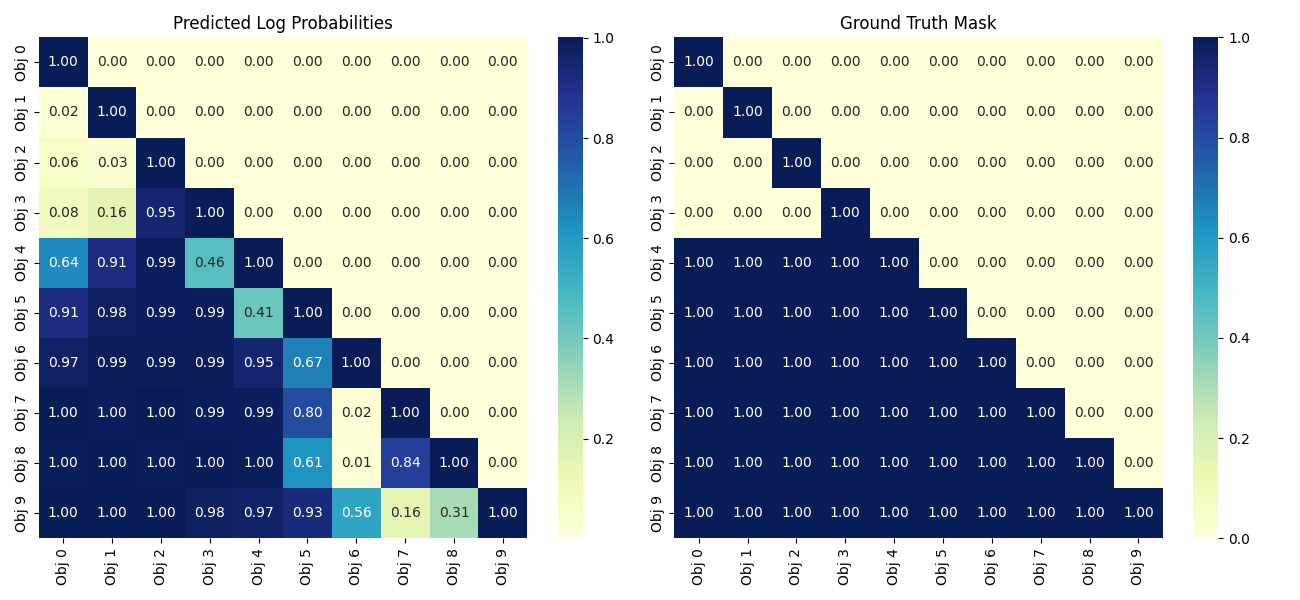 Predicted Log Probabilities
Obj 0 1.00 0.00 0.00 0.00 0.00 0.00 0.00 0.00 0.00 0.00
Obj 1 0.02 1.00 0.00 0.00 0.00 0.00 0.00 0.00 0.00 0.00
Obj 2 0.06 0.03 1.00 0.00 0.00 0.00 0.00 0.00 0.00 0.00
Obj 3 0.08 0.16 0.95 1.00 0.00 0.00 0.00 0.00 0.00 0.00
Obj 4 0.64 0.91 0.99 0.46 1.00 0.00 0.00 0.00 0.00 0.00
Obj 5 0.91 0.98 0.99 0.99 0.41 1.00 0.00 0.00 0.00 0.00
Obj 6 0.97 0.99 0.99 0.99 0.95 0.67 1.00 0.00 0.00 0.00
Obj 7 1.00 1.00 1.00 0.99 0.99 0.80 0.02 1.00 0.00 0.00
Obj 8 1.00 1.00 1.00 1.00 1.00 0.61 0.01 0.84 1.00 0.00
Obj 9 1.00 1.00 1.00 0.98 0.97 0.93 0.56 0.16 0.31 1.00
Obj 0 Obj 1 Obj 2 Obj 3 Obj 4 Obj 5 Obj 6 Obj 7 Obj 8 Obj 9
1.0
0.8
0.6
0.4
0.2
Ground Truth Mask
Obj 0 1.00 0.00 0.00 0.00 0.00 0.00 0.00 0.00 0.00 0.00
Obj 1 0.00 1.00 0.00 0.00 0.00 0.00 0.00 0.00 0.00 0.00
Obj 2 0.00 0.00 1.00 0.00 0.00 0.00 0.00 0.00 0.00 0.00
Obj 3 0.00 0.00 0.00 1.00 0.00 0.00 0.00 0.00 0.00 0.00
Obj 4 1.00 1.00 1.00 1.00 1.00 0.00 0.00 0.00 0.00 0.00
Obj 5 1.00 1.00 1.00 1.00 1.00 1.00 0.00 0.00 0.00 0.00
Obj 6 1.00 1.00 1.00 1.00 1.00 1.00 1.00 0.00 0.00 0.00
Obj 7 1.00 1.00 1.00 1.00 1.00 1.00 1.00 1.00 0.00 0.00
Obj 8 1.00 1.00 1.00 1.00 1.00 1.00 1.00 1.00 1.00 0.00
Obj 9 1.00 1.00 1.00 1.00 1.00 1.00 1.00 1.00 1.00 1.00
Obj 0 Obj 1 Obj 2 Obj 3 Obj 4 Obj 5 Obj 6 Obj 7 Obj 8 Obj 9
1.0
0.8
0.6
0.4
0.2
0.0